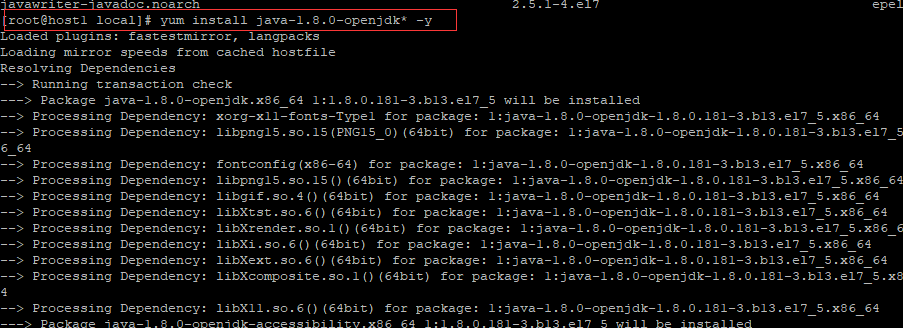 javawriter-javadoc.noarch 2.5.1-4.el7 epel
[root@host1 local]# yum install java-1.8.0-openjdk* -y
Loaded plugins: fastestmirror, langpacks
Loading mirror speeds from cached hostfile
Resolving Dependencies
--> Running transaction check
---> Package java-1.8.0-openjdk.x86_64 1:1.8.0.181-3.b13.el7_5 will be installed
--> Processing Dependency: xorg-x11-fonts-Type1 for package: 1:java-1.8.0-openjdk-1.8.0.181-3.b13.el7_5.x86_64
--> Processing Dependency: libpng15.so.15(PNG15_0)(64bit) for package: 1:java-1.8.0-openjdk-1.8.0.181-3.b13.el7_5.x8
6_64
--> Processing Dependency: fontconfig(x86-64) for package: 1:java-1.8.0-openjdk-1.8.0.181-3.b13.el7_5.x86_64
--> Processing Dependency: libpng15.so.15()(64bit) for package: 1:java-1.8.0-openjdk-1.8.0.181-3.b13.el7_5.x86_64
--> Processing Dependency: libgif.so.4()(64bit) for package: 1:java-1.8.0-openjdk-1.8.0.181-3.b13.el7_5.x86_64
--> Processing Dependency: libXtst.so.6()(64bit) for package: 1:java-1.8.0-openjdk-1.8.0.181-3.b13.el7_5.x86_64
--> Processing Dependency: libXrender.so.1()(64bit) for package: 1:java-1.8.0-openjdk-1.8.0.181-3.b13.el7_5.x86_64
--> Processing Dependency: libXi.so.6()(64bit) for package: 1:java-1.8.0-openjdk-1.8.0.181-3.b13.el7_5.x86_64
--> Processing Dependency: libXext.so.6()(64bit) for package: 1:java-1.8.0-openjdk-1.8.0.181-3.b13.el7_5.x86_64
--> Processing Dependency: libXcomposite.so.1()(64bit) for package: 1:java-1.8.0-openjdk-1.8.0.181-3.b13.el7_5.x86_6
4
--> Processing Dependency: libX11.so.6()(64bit) for package: 1:java-1.8.0-openjdk-1.8.0.181-3.b13.el7_5.x86_64
---> Package java-1.8.0-openjdk-accessibility.x86_64 1:1.8.0.181-3.b13.el7_5 will be installed